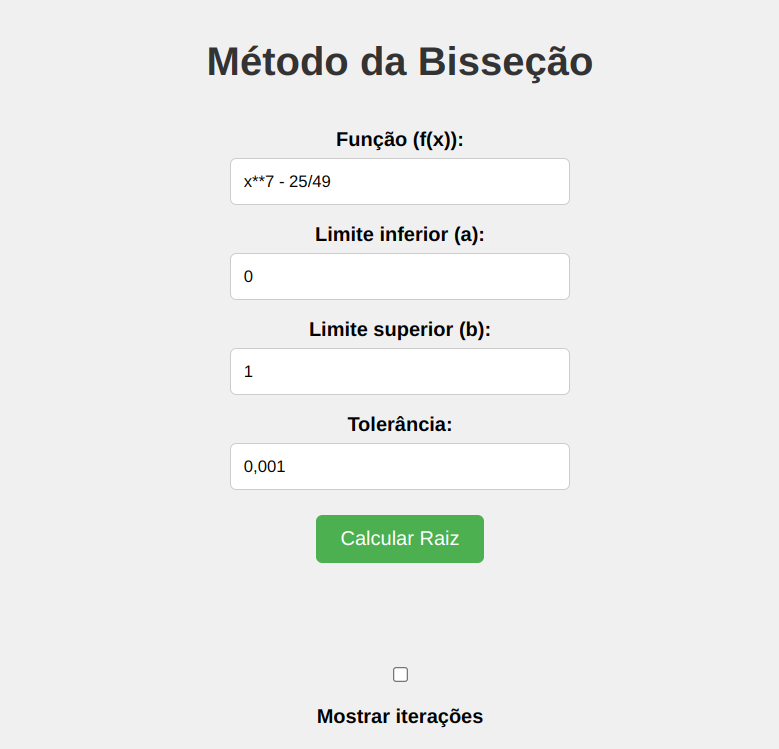 Método da Bisseção
Função (f(x)):
x**7 - 25/49
Limite inferior (a):
0
Limite superior (b):
1
Tolerância:
0,001
Calcular Raiz
Mostrar iterações